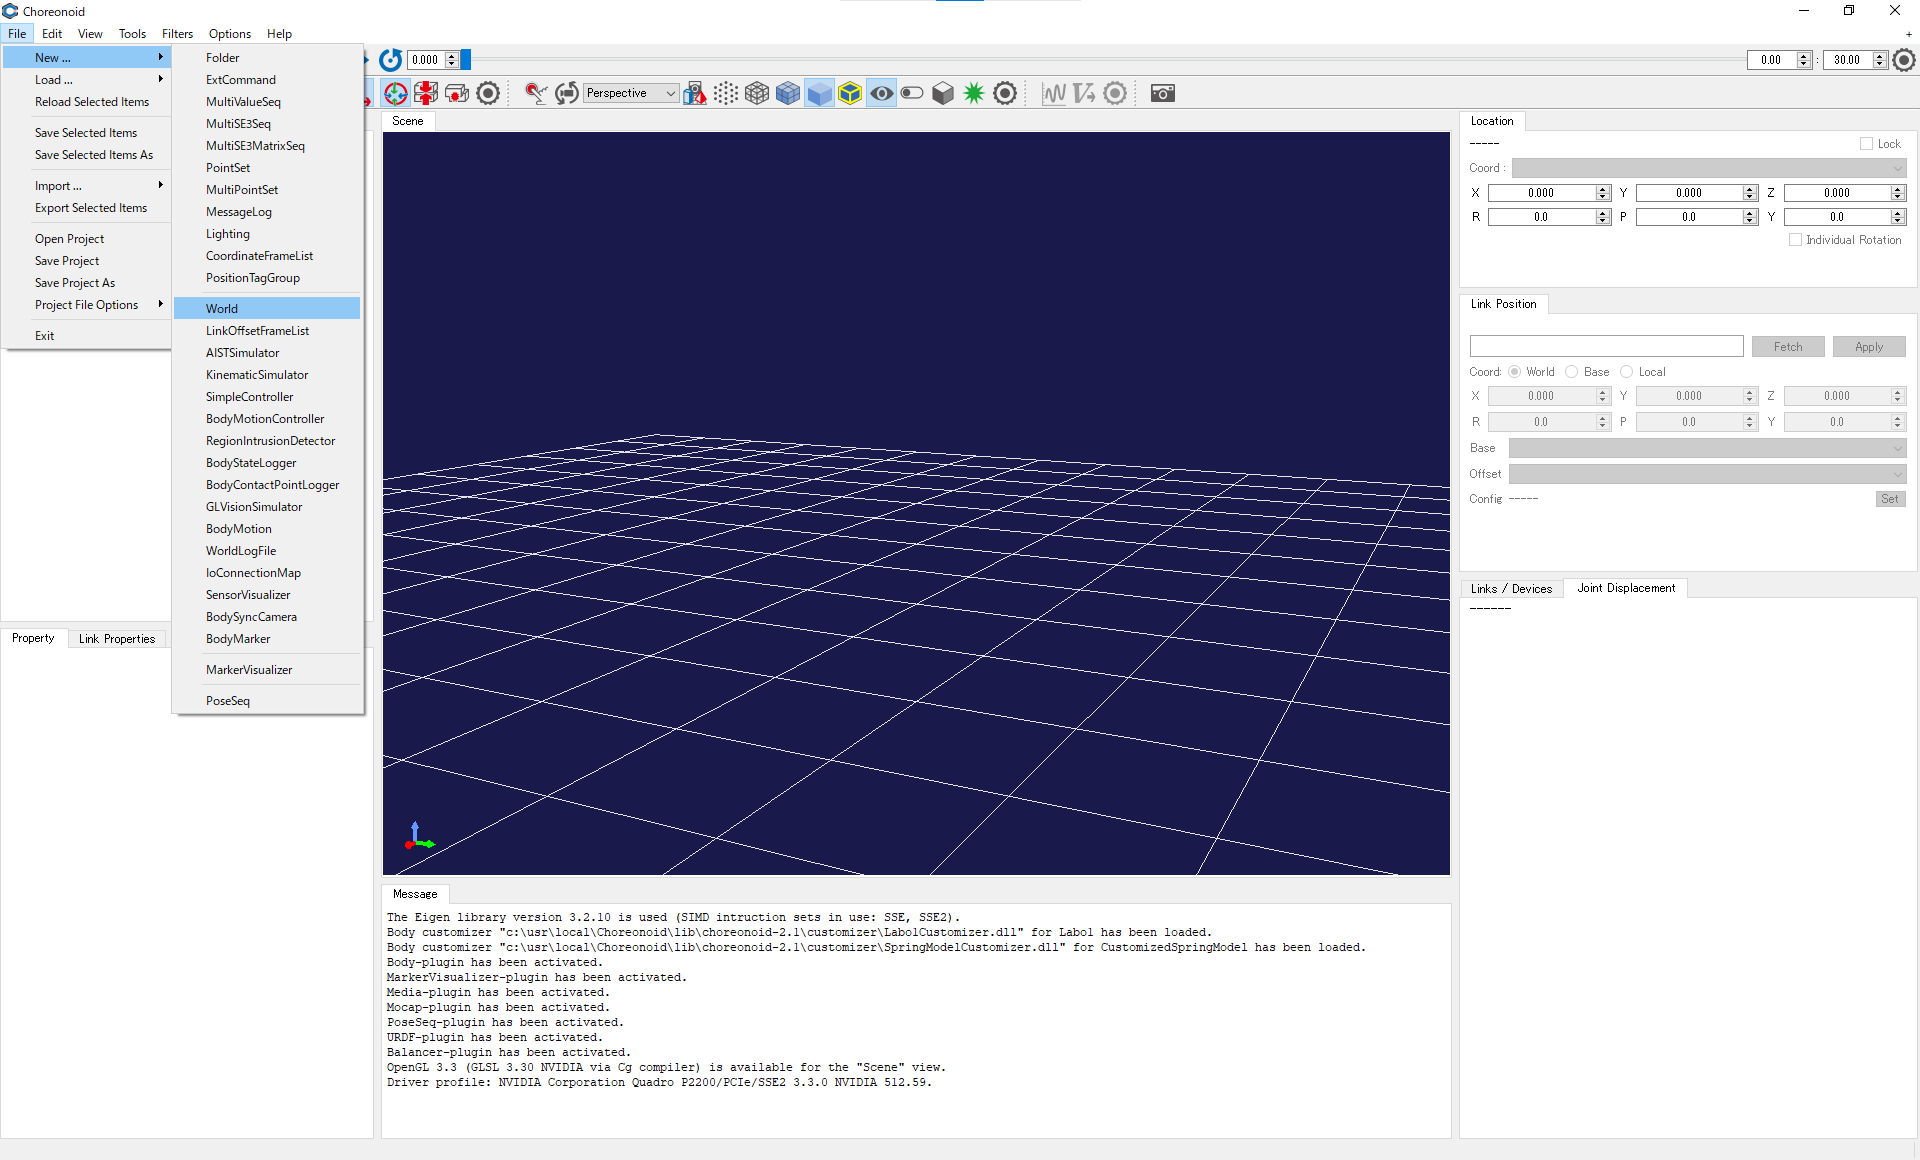 Choreonoid
File Edit View Tools Filters Options Help
New ...
Load ...
Reload Selected Items
Save Selected Items
Save Selected Items As
Import ...
Export Selected Items
Open Project
Save Project
Save Project As
Project File Options
Exit
Folder
ExtCommand
MultiValueSeq
MultiSE3Seq
MultiSE3MatrixSeq
PointSet
MultiPointSet
MessageLog
Lighting
CoordinateFrameList
PositionTagGroup
World
LinkOffsetFrameList
AISTSimulator
KinematicSimulator
SimpleController
BodyMotionController
RegionIntrusionDetector
BodyStateLogger
BodyContactPointLogger
GLVisionSimulator
BodyMotion
WorldLogFile
IoConnectionMap
SensorVisualizer
BodySyncCamera
BodyMarker
MarkerVisualizer
PoseSeq
0.000
0.00 : 30.00
Perspective
Scene
Property Link Properties
Location
----- Lock
Coord :
X 0.000 Y 0.000 Z 0.000
R 0.0 P 0.0 Y 0.0
Individual Rotation
Link Position
Fetch Apply
Coord: World Base Local
X 0.000 Y 0.000 Z 0.000
R 0.0 P 0.0 Y 0.0
Base
Offset
Config ----- Set
Links / Devices Joint Displacement
------
Message
The Eigen library version 3.2.10 is used (SIMD intruction sets in use: SSE, SSE2).
Body customizer "c:\usr\local\Choreonoid\lib\choreonoid-2.1\customizer\LabolCustomizer.dll" for Labol has been loaded.
Body customizer "c:\usr\local\Choreonoid\lib\choreonoid-2.1\customizer\SpringModelCustomizer.dll" for CustomizedSpringModel has been loaded.
Body-plugin has been activated.
MarkerVisualizer-plugin has been activated.
Media-plugin has been activated.
Mocap-plugin has been activated.
PoseSeq-plugin has been activated.
URDF-plugin has been activated.
Balancer-plugin has been activated.
OpenGL 3.3 (GLSL 3.30 NVIDIA via Cg compiler) is available for the "Scene" view.
Driver profile: NVIDIA Corporation Quadro P2200/PCIe/SSE2 3.3.0 NVIDIA 512.59.